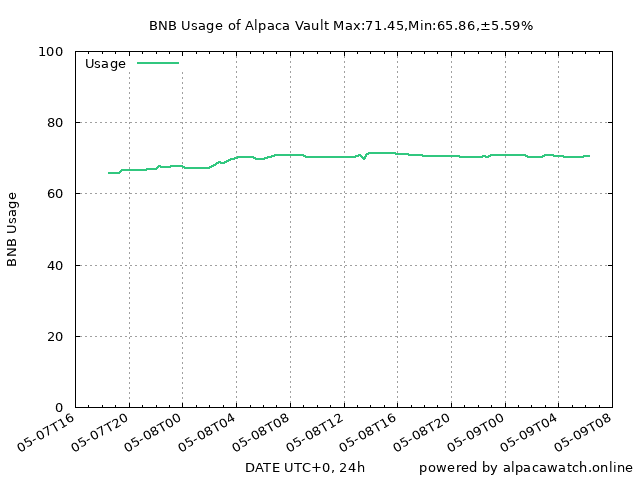 BNB Usage of Alpaca Vault Max:71.45,Min:65.86,±5.59%
Usage
BNB Usage
100
80
60
40
20
0
05-07T16
05-07T20
05-08T00
05-08T04
05-08T08
05-08T12
05-08T16
05-08T20
05-09T00
05-09T04
05-09T08
DATE UTC+0, 24h
powered by alpacawatch.online